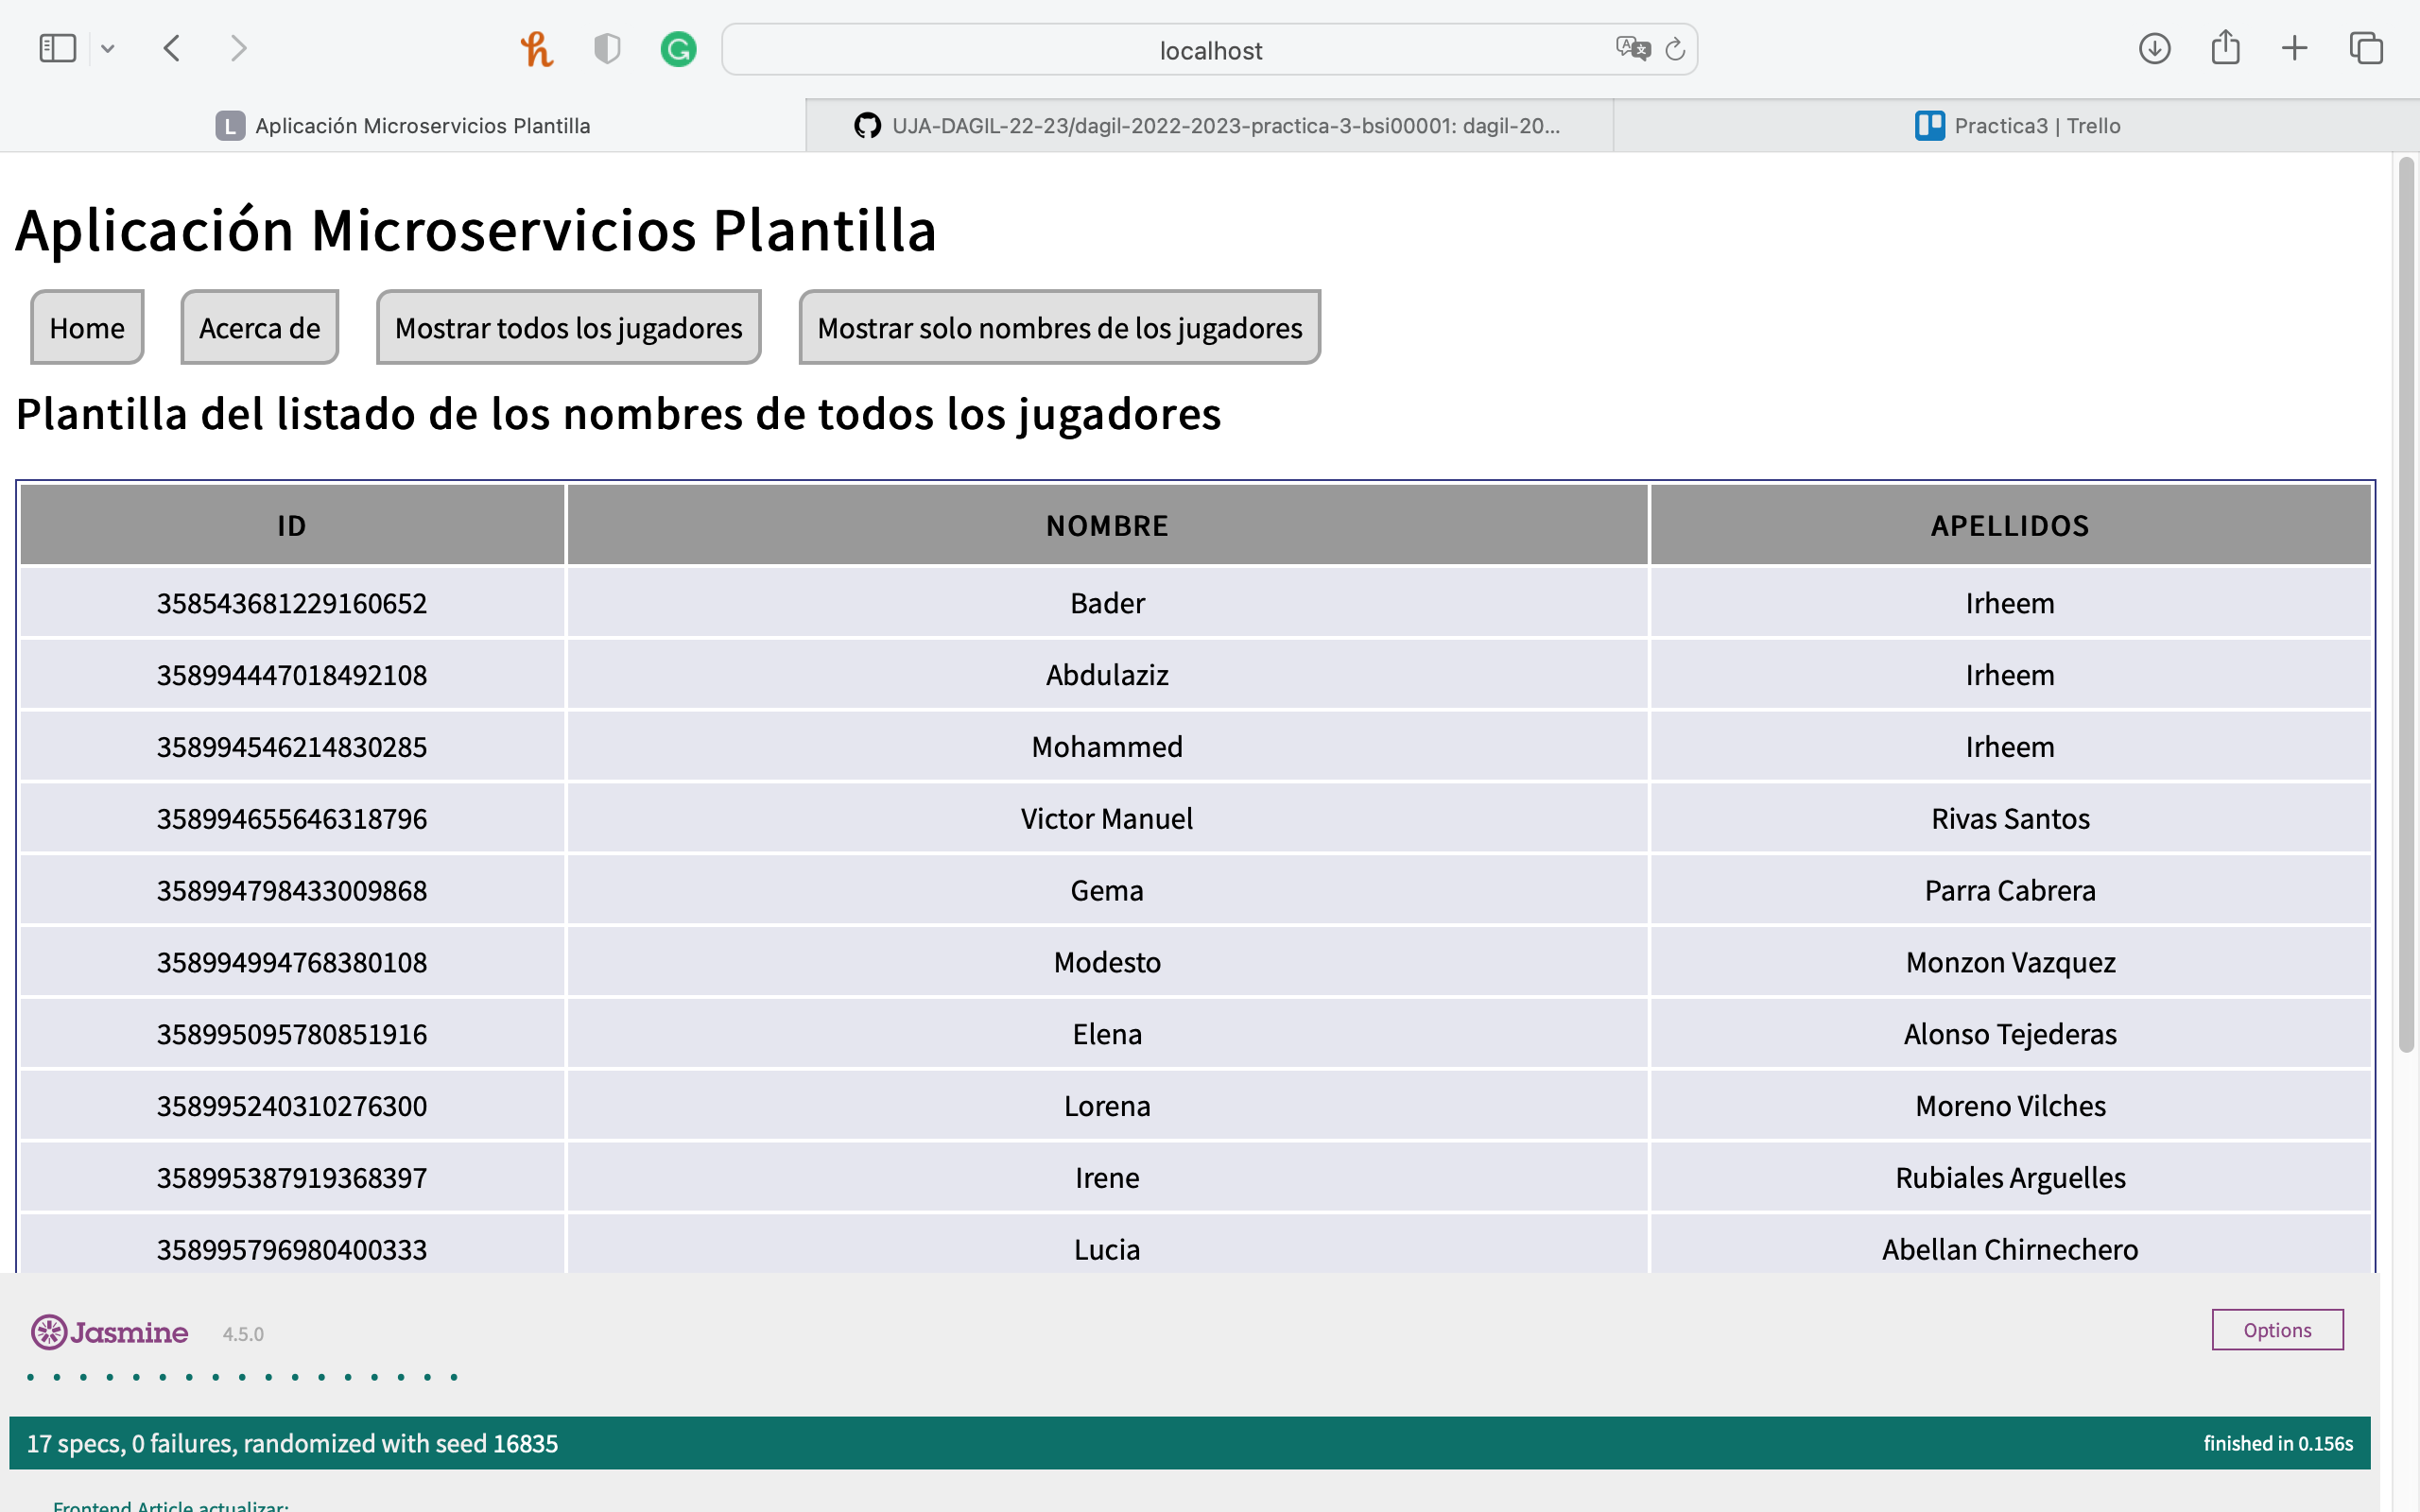 localhost
L Aplicación Microservicios Plantilla
UJA-DAGIL-22-23/dagil-2022-2023-practica-3-bsi00001: dagil-20...
Practica3 | Trello
Aplicación Microservicios Plantilla
Home Acerca de Mostrar todos los jugadores Mostrar solo nombres de los jugadores
Plantilla del listado de los nombres de todos los jugadores
ID NOMBRE APELLIDOS
358543681229160652 Bader Irheem
358994447018492108 Abdulaziz Irheem
358994546214830285 Mohammed Irheem
358994655646318796 Victor Manuel Rivas Santos
358994798433009868 Gema Parra Cabrera
358994994768380108 Modesto Monzon Vazquez
358995095780851916 Elena Alonso Tejederas
358995240310276300 Lorena Moreno Vilches
358995387919368397 Irene Rubiales Arguelles
358995796980400333 Lucia Abellan Chirnechero
Jasmine 4.5.0 Options
17 specs, 0 failures, randomized with seed 16835 finished in 0.156s
Frontend Article actualizar: